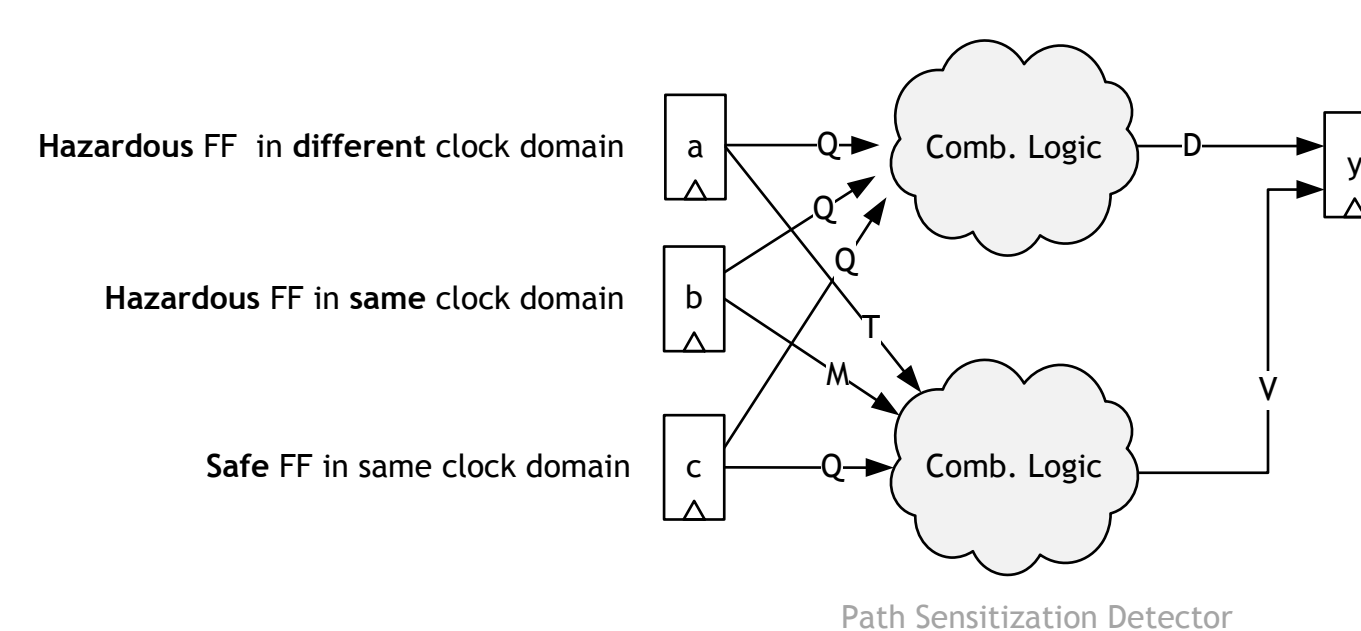 Hazardous FF in different clock domain
a
Q
Comb. Logic
D
y
Q
Q
Hazardous FF in same clock domain
b
T
M
V
Safe FF in same clock domain
c
Q
Comb. Logic
Path Sensitization Detector